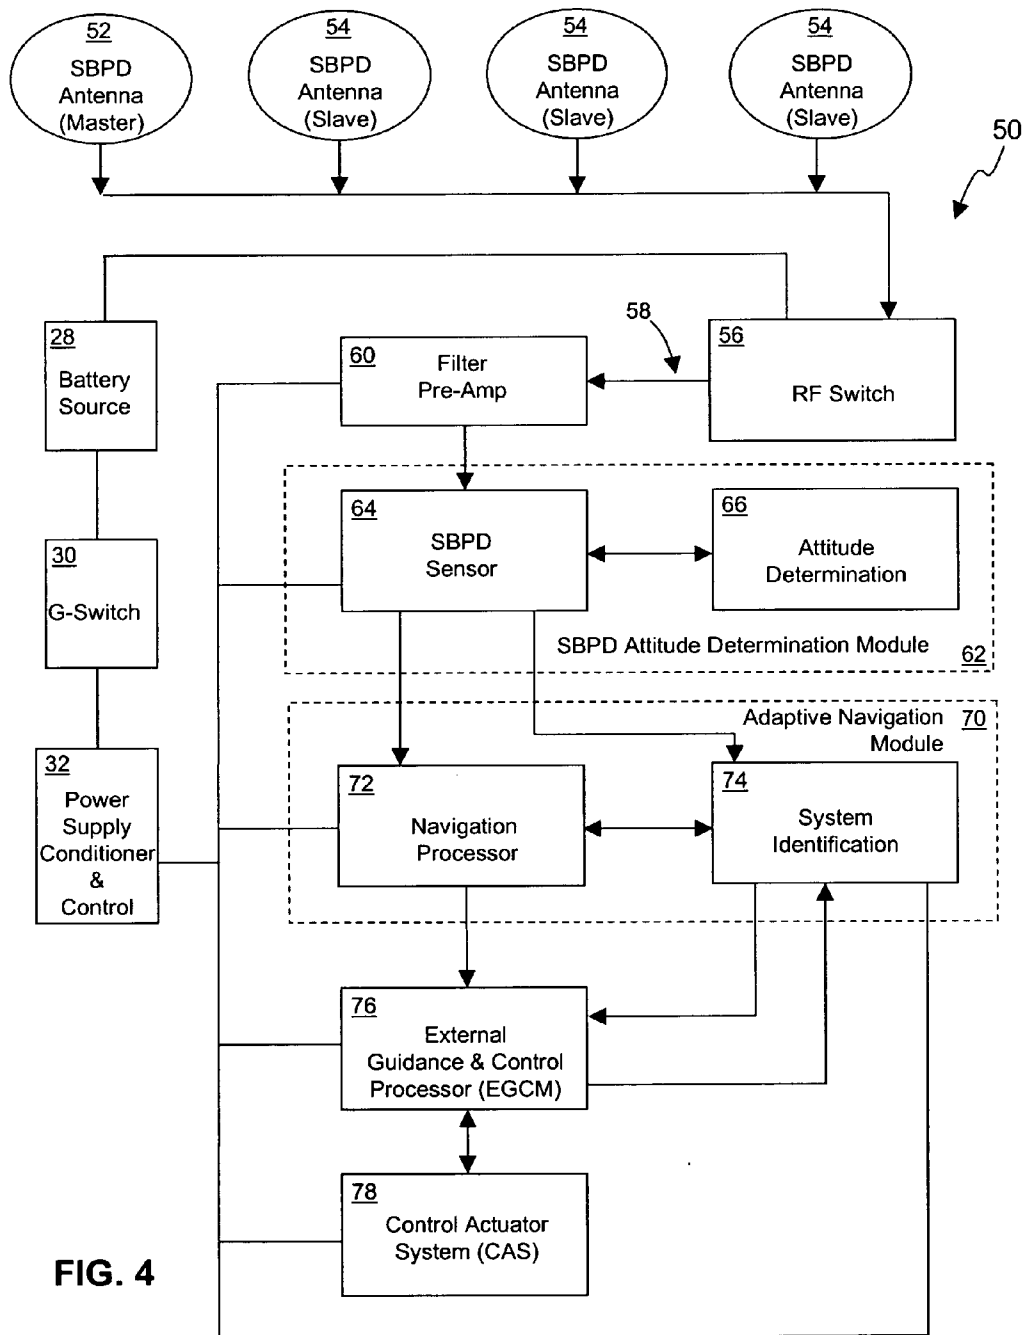 52
SBPD
Antenna
(Master)
54
SBPD
Antenna
(Slave)
54
SBPD
Antenna
(Slave)
54
SBPD
Antenna
(Slave)
50
28
Battery
Source
60
Filter
Pre-Amp
58
56
RF Switch
64
SBPD
Sensor
66
Attitude
Determination
30
G-Switch
SBPD Attitude Determination Module
62
Adaptive Navigation
Module
70
32
Power
Supply
Conditioner
&
Control
72
Navigation
Processor
74
System
Identification
76
External
Guidance & Control
Processor (EGCM)
78
Control Actuator
System (CAS)
FIG. 4